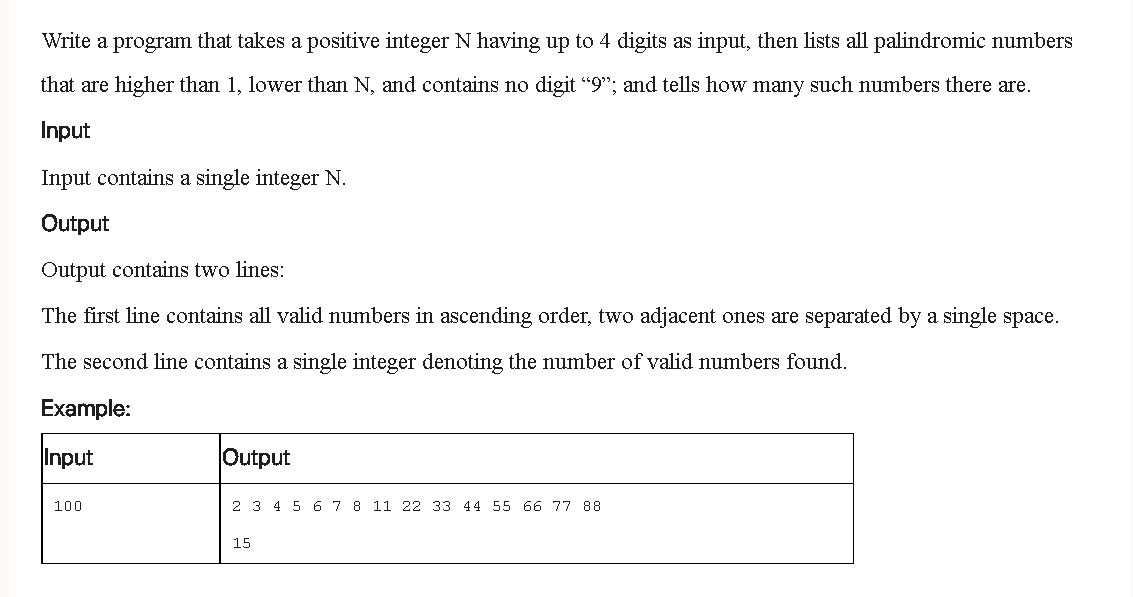 Write a program that takes a positive integer N having up to 4 digits as input, then lists all palindromic numbers
that are higher than 1, lower than N, and contains no digit “9”; and tells how many such numbers there are.
Input
Input contains a single integer N.
Output
Output contains two lines:
The first line contains all valid numbers in ascending order, two adjacent ones are separated by a single space.
The second line contains a single integer denoting the number of valid numbers found.
Example:
Input Output
100 2 3 4 5 6 7 8 11 22 33 44 55 66 77 88
15